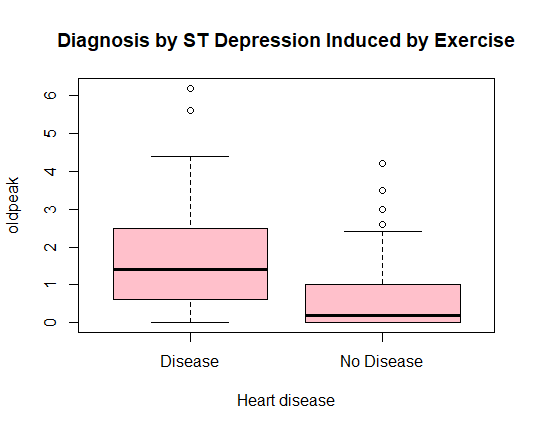 Diagnosis by ST Depression Induced by Exercise
oldpeak
6
5
4
3
2
1
0
Disease No Disease
Heart disease